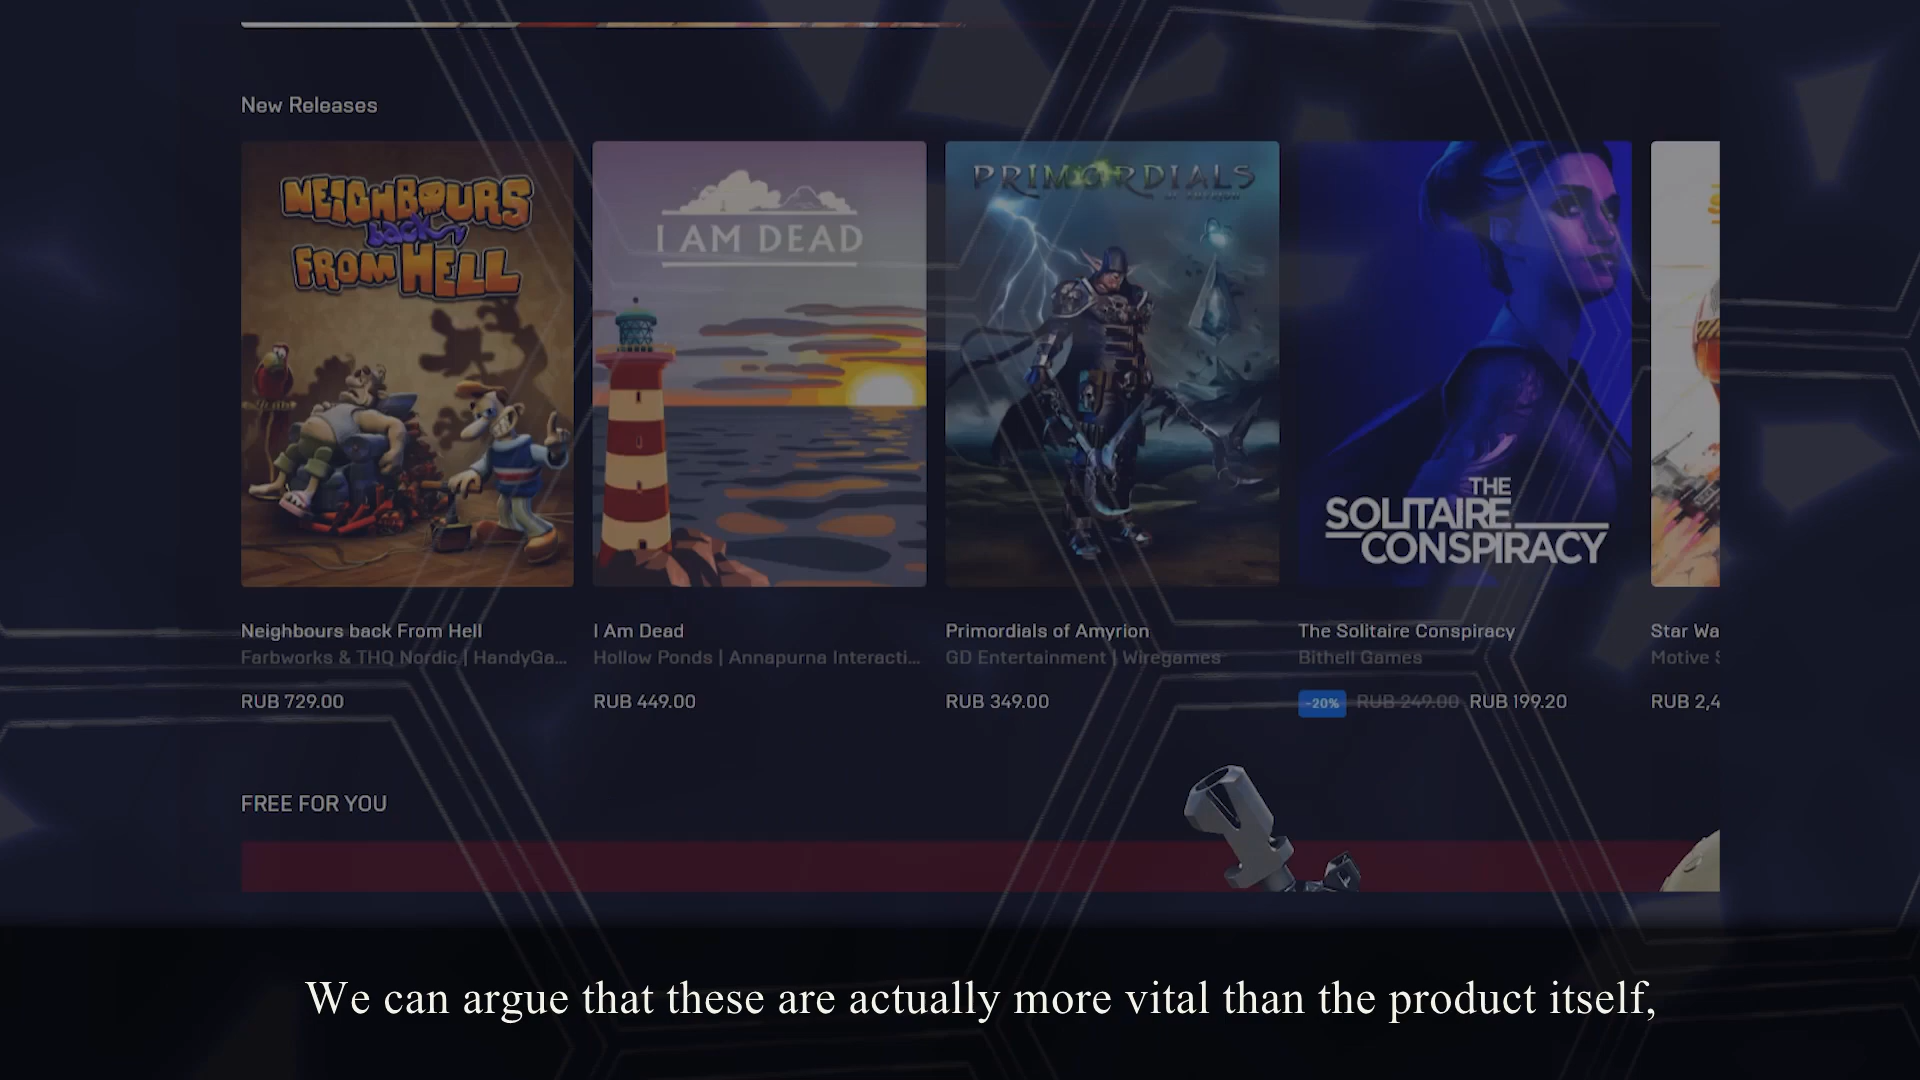 New Releases
NEIGHBOURS
back
FROM HELL
I AM DEAD
PRIMORDIALS
OF AMYRION
THE
SOLITAIRE
CONSPIRACY
Neighbours back From Hell
Farbworks & THQ Nordic | HandyGa...
RUB 729.00
I Am Dead
Hollow Ponds | Annapurna Interacti...
RUB 449.00
Primordials of Amyrion
GD Entertainment | Wiregames
RUB 349.00
The Solitaire Conspiracy
Bithell Games
-20% RUB 249.00 RUB 199.20
Star Wa
Motive S
RUB 2,4
FREE FOR YOU
We can argue that these are actually more vital than the product itself,